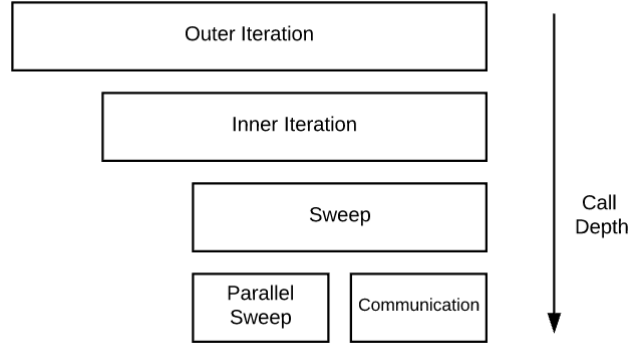 Outer Iteration
Inner Iteration
Sweep
Call
Depth
Parallel
Sweep
Communication